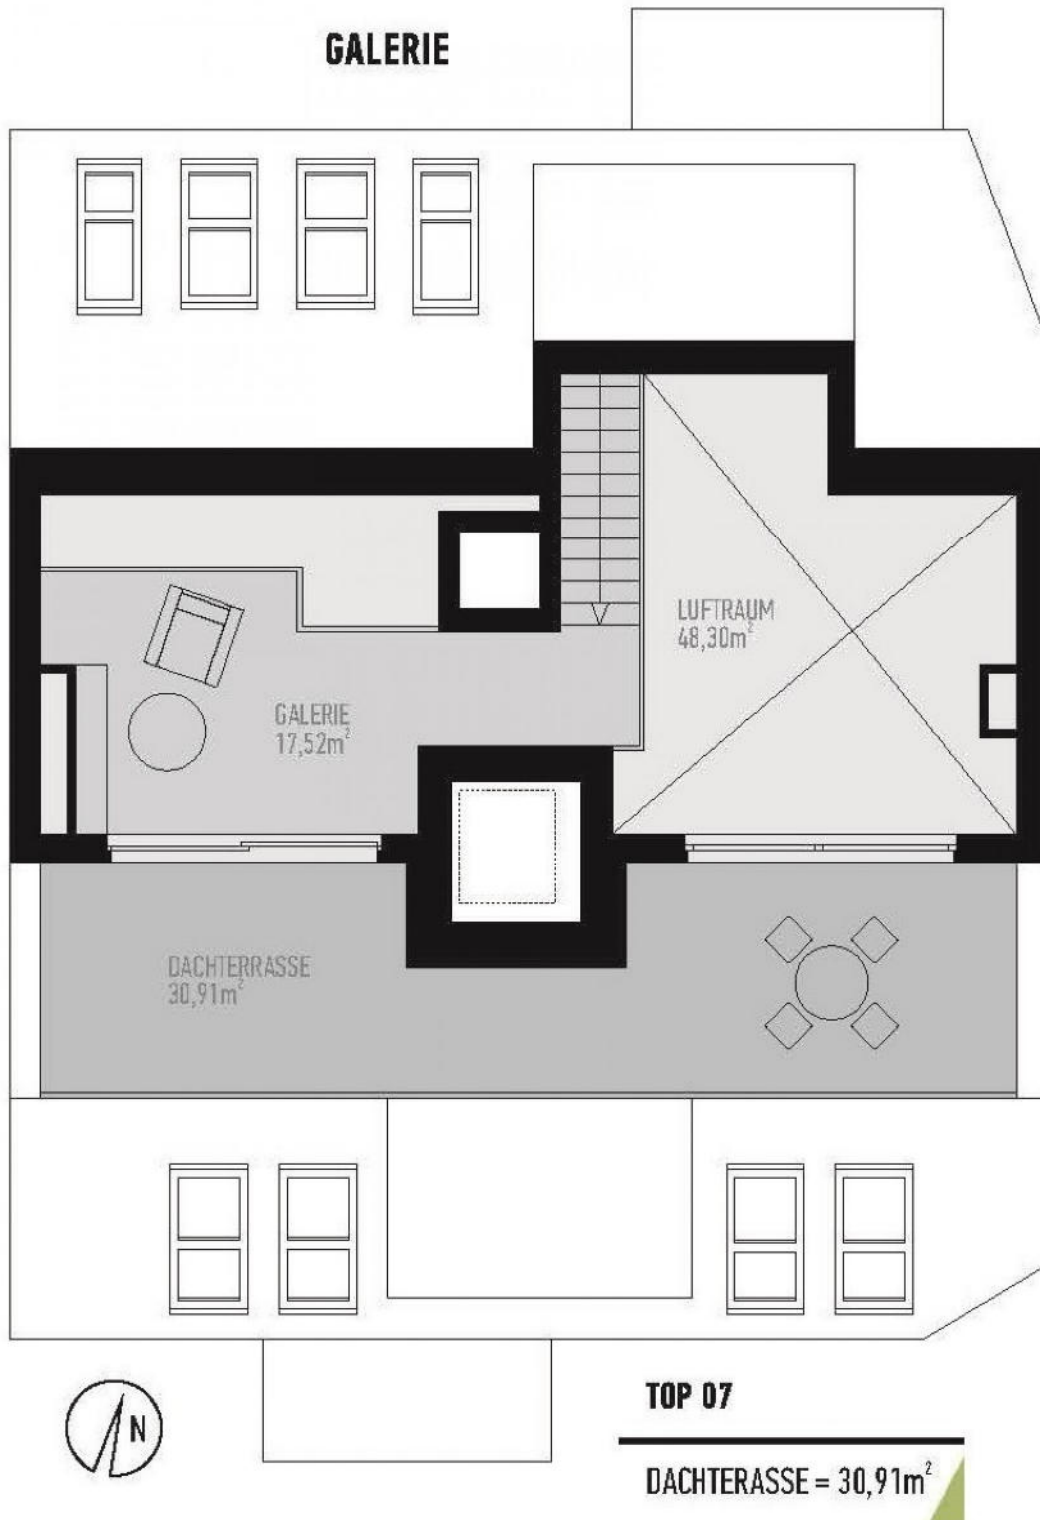 GALERIE
LUFTRAUM
48,30m²
GALERIE
17,52m²
DACHTERRASSE
30,91m²
N
TOP 07
DACHTERASSE = 30,91m²